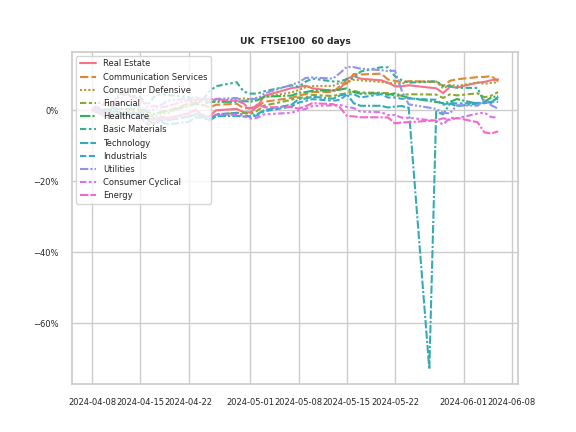 UK FTSE100 60 days
Real Estate
Communication Services
Consumer Defensive
Financial
Healthcare
Basic Materials
Technology
Industrials
Utilities
Consumer Cyclical
Energy
0%
−20%
−40%
−60%
2024-04-08 2024-04-15 2024-04-22 2024-05-01 2024-05-08 2024-05-15 2024-05-22 2024-06-01 2024-06-08